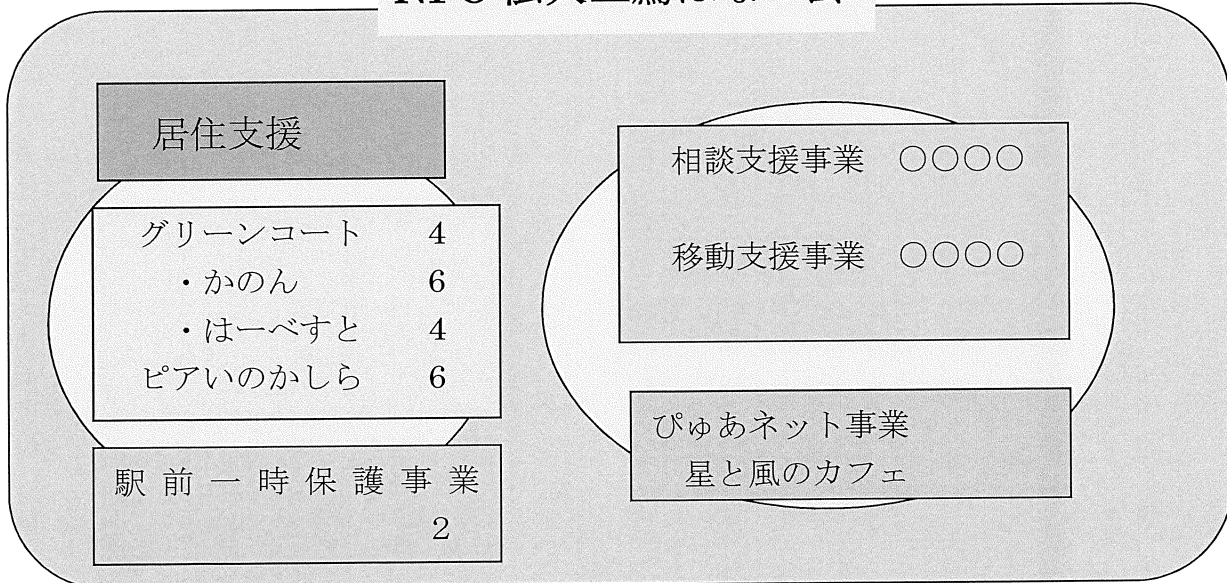 居住支援
グリーンコート 4
・かのん 6
・はーべすと 4
ピアいのかしら 6
駅前一時保護事業
2
相談支援事業 ○○○○
移動支援事業 ○○○○
ぴゅあネット事業
星と風のカフェ